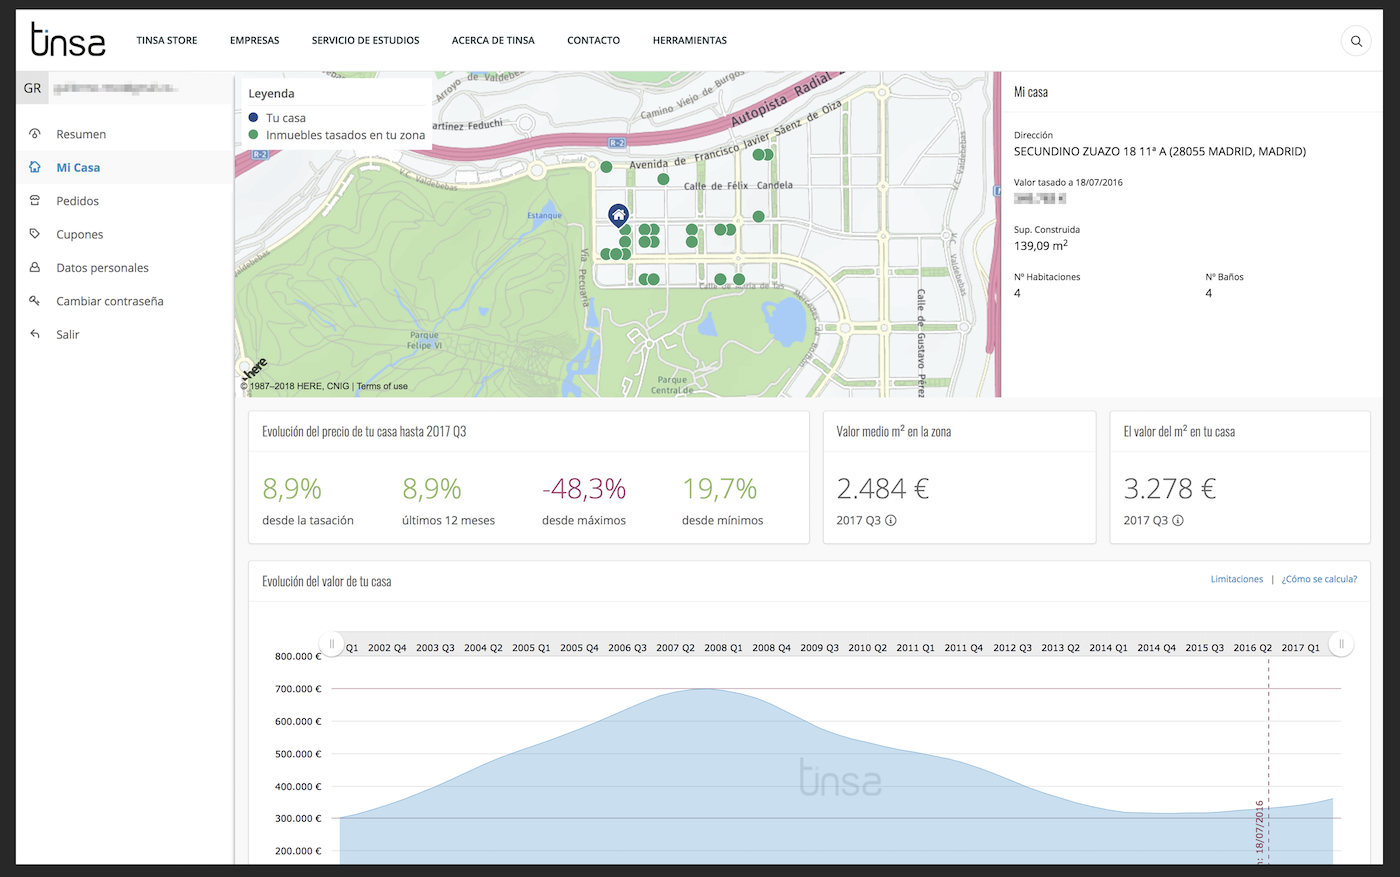 tinsa
TINSA STORE
EMPRESAS
SERVICIO DE ESTUDIOS
ACERCA DE TINSA
CONTACTO
HERRAMIENTAS
GR
Resumen
Mi Casa
Pedidos
Cupones
Datos personales
Cambiar contraseña
Salir
Leyenda
Tu casa
Inmuebles tasados en tu zona
Arroyo de Valdebe
Camino Viejo de Burgos
Autopista Radial
artínez Feduchi
R-2
R-2
Avenida de Francisco Javier Sáenz de Oiza
V.C. Valdebebas
Calle de Félix Candela
Estanque
Vía Pecuaria
Valdebebas
V.C. Valdebebas
V.C. Valdebebas
Calle de Gustavo Pérez
Parque
Felipe VI
Parque
Central de
here
© 1987–2018 HERE, CNIG | Terms of use
Mi casa
Dirección
SECUNDINO ZUAZO 18 11ª A (28055 MADRID, MADRID)
Valor tasado a 18/07/2016
Sup. Construida
139,09 m²
Nº Habitaciones
Nº Baños
4
4
Evolución del precio de tu casa hasta 2017 Q3
8,9%
desde la tasación
8,9%
últimos 12 meses
-48,3%
desde máximos
19,7%
desde mínimos
Valor medio m² en la zona
2.484 €
2017 Q3
El valor del m² en tu casa
3.278 €
2017 Q3
Evolución del valor de tu casa
Limitaciones | ¿Cómo se calcula?
Q1 2002 Q4 2003 Q3 2004 Q2 2005 Q1 2005 Q4 2006 Q3 2007 Q2 2008 Q1 2008 Q4 2009 Q3 2010 Q2 2011 Q1 2011 Q4 2012 Q3 2013 Q2 2014 Q1 2014 Q4 2015 Q3 2016 Q2 2017 Q1
800.000 €
700.000 €
600.000 €
500.000 €
400.000 €
300.000 €
200.000 €
tinsa
n: 18/07/2016